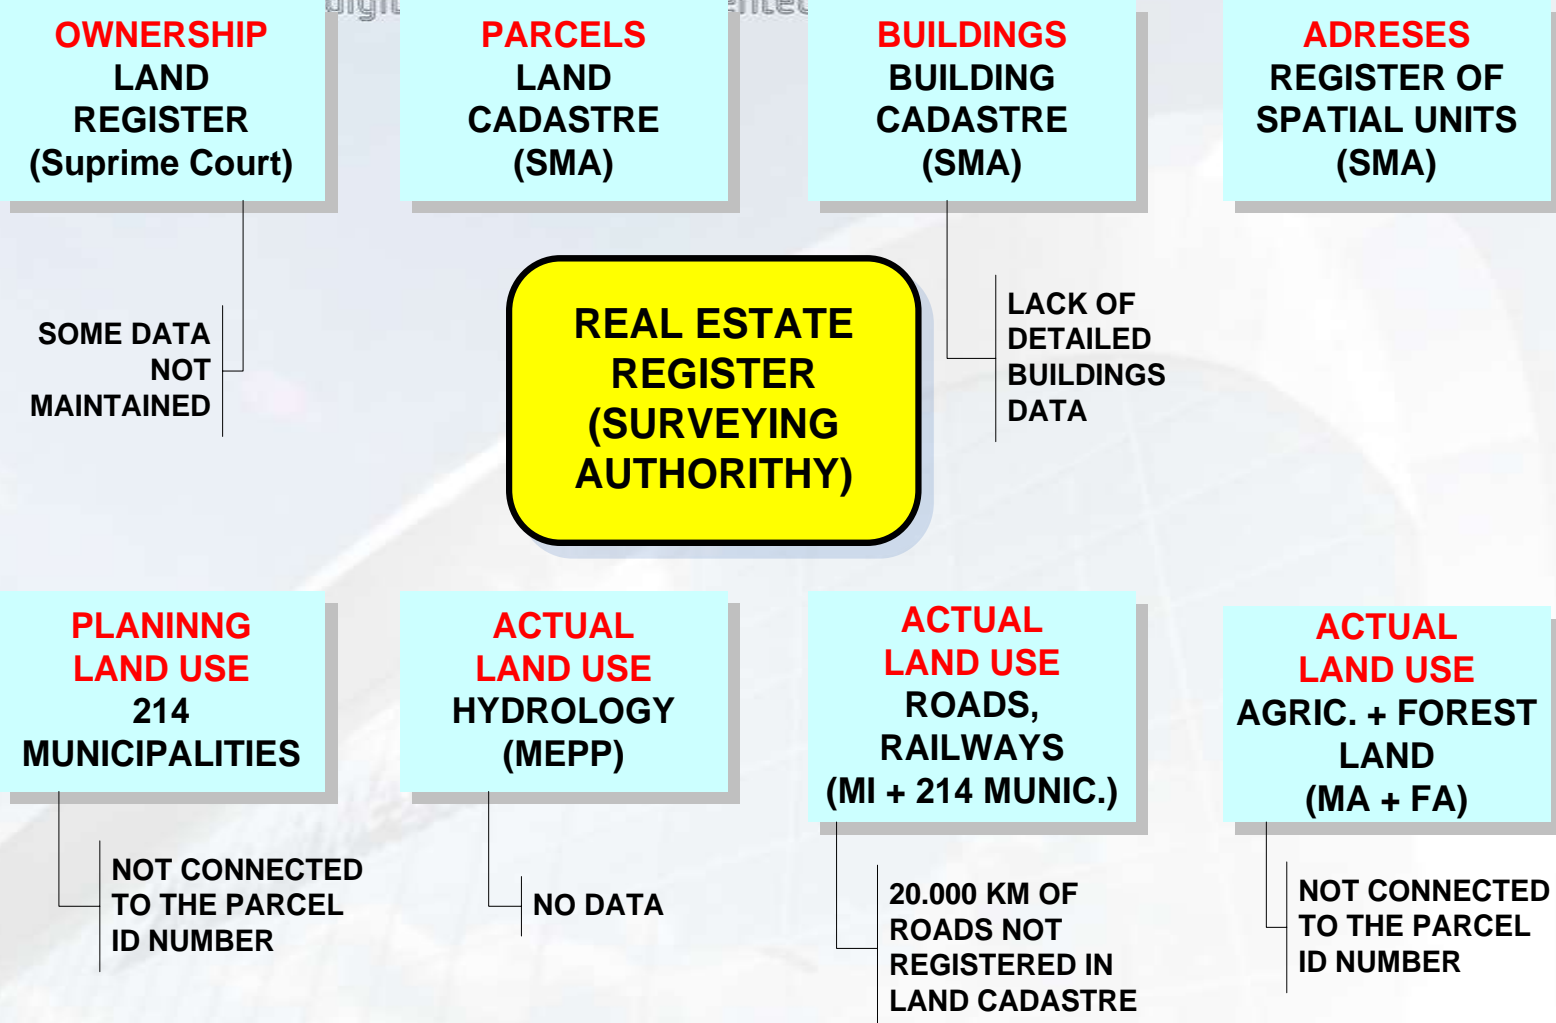 OWNERSHIP
LAND
REGISTER
(Suprime Court)
PARCELS
LAND
CADASTRE
(SMA)
BUILDINGS
BUILDING
CADASTRE
(SMA)
ADRESES
REGISTER OF
SPATIAL UNITS
(SMA)
SOME DATA
NOT
MAINTAINED
REAL ESTATE
REGISTER
(SURVEYING
AUTHORITHY)
LACK OF
DETAILED
BUILDINGS
DATA
PLANINNG
LAND USE
214
MUNICIPALITIES
ACTUAL
LAND USE
HYDROLOGY
(MEPP)
ACTUAL
LAND USE
ROADS,
RAILWAYS
(MI + 214 MUNIC.)
ACTUAL
LAND USE
AGRIC. + FOREST
LAND
(MA + FA)
NOT CONNECTED
TO THE PARCEL
ID NUMBER
NO DATA
20.000 KM OF
ROADS NOT
REGISTERED IN
LAND CADASTRE
NOT CONNECTED
TO THE PARCEL
ID NUMBER